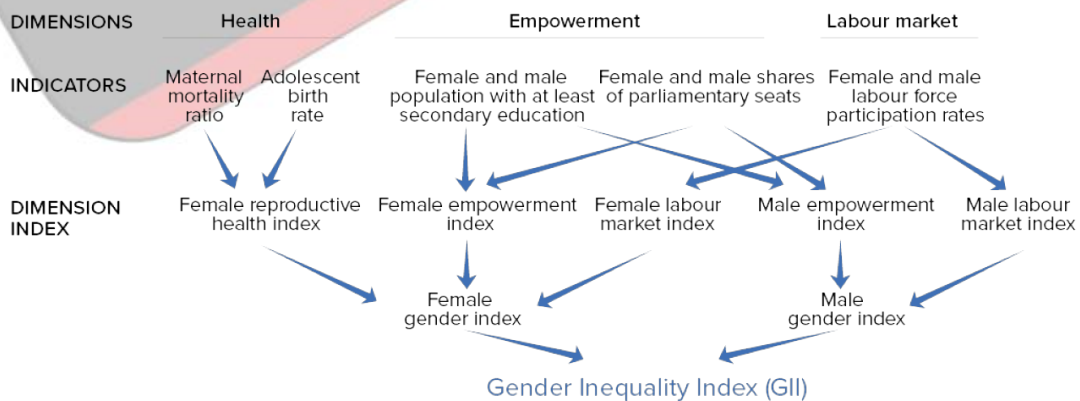 DIMENSIONS Health Empowerment Labour market
INDICATORS
Maternal
mortality
ratio
Adolescent
birth
rate
Female and male
population with at least
secondary education
Female and male shares
of parliamentary seats
Female and male
labour force
participation rates
DIMENSION
INDEX
Female reproductive
health index
Female empowerment
index
Female labour
market index
Male empowerment
index
Male labour
market index
Female
gender index
Male
gender index
Gender Inequality Index (GII)